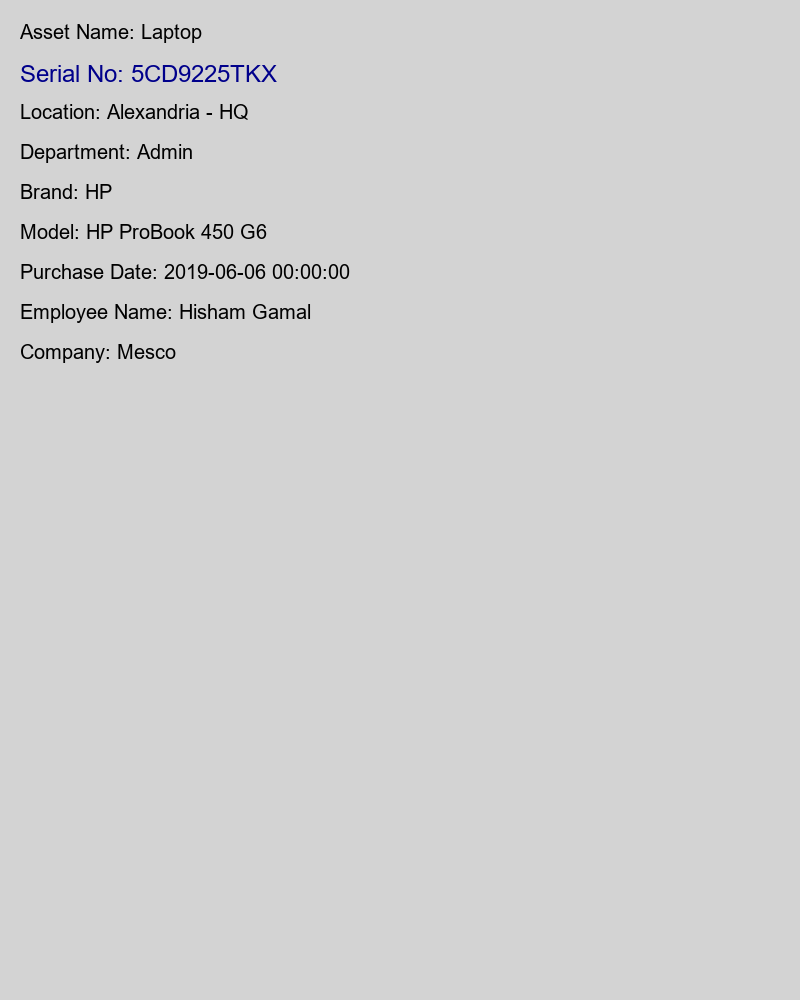 Asset Name: Laptop
Serial No: 5CD9225TKX
Location: Alexandria - HQ
Department: Admin
Brand: HP
Model: HP ProBook 450 G6
Purchase Date: 2019-06-06 00:00:00
Employee Name: Hisham Gamal
Company: Mesco